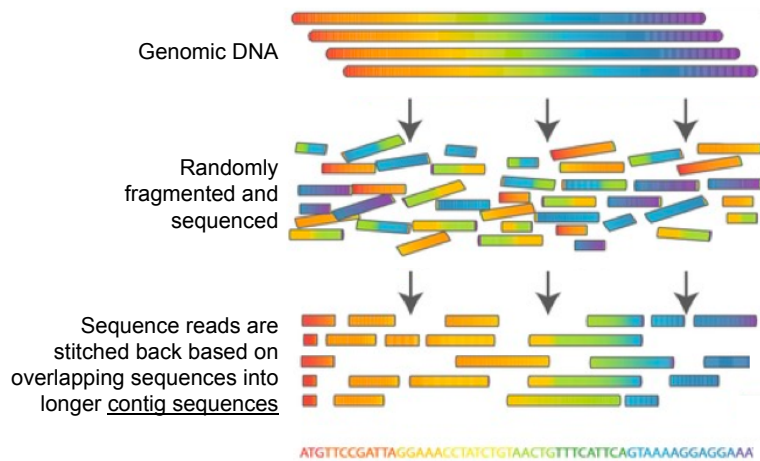 Genomic DNA
Randomly
fragmented and
sequenced
Sequence reads are
stitched back based on
overlapping sequences into
longer contig sequences
ATGTTCCGATTAGGAAACCTATCTGTAACTGTTTCATTCAGTAAAAGGAGGAAA